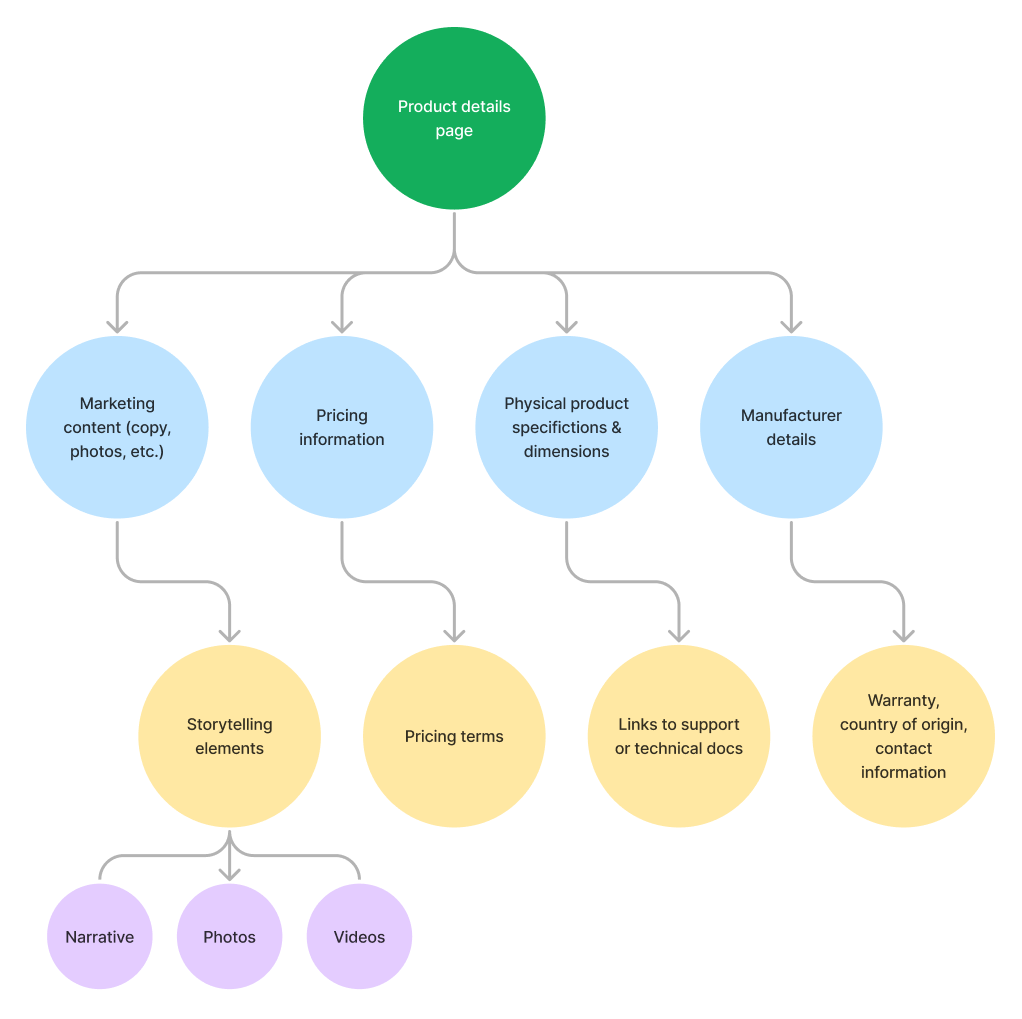 Product details
page
Marketing
content (copy,
photos, etc.)
Pricing
information
Physical product
specifictions &
dimensions
Manufacturer
details
Storytelling
elements
Pricing terms
Links to support
or technical docs
Warranty,
country of origin,
contact
information
Narrative
Photos
Videos